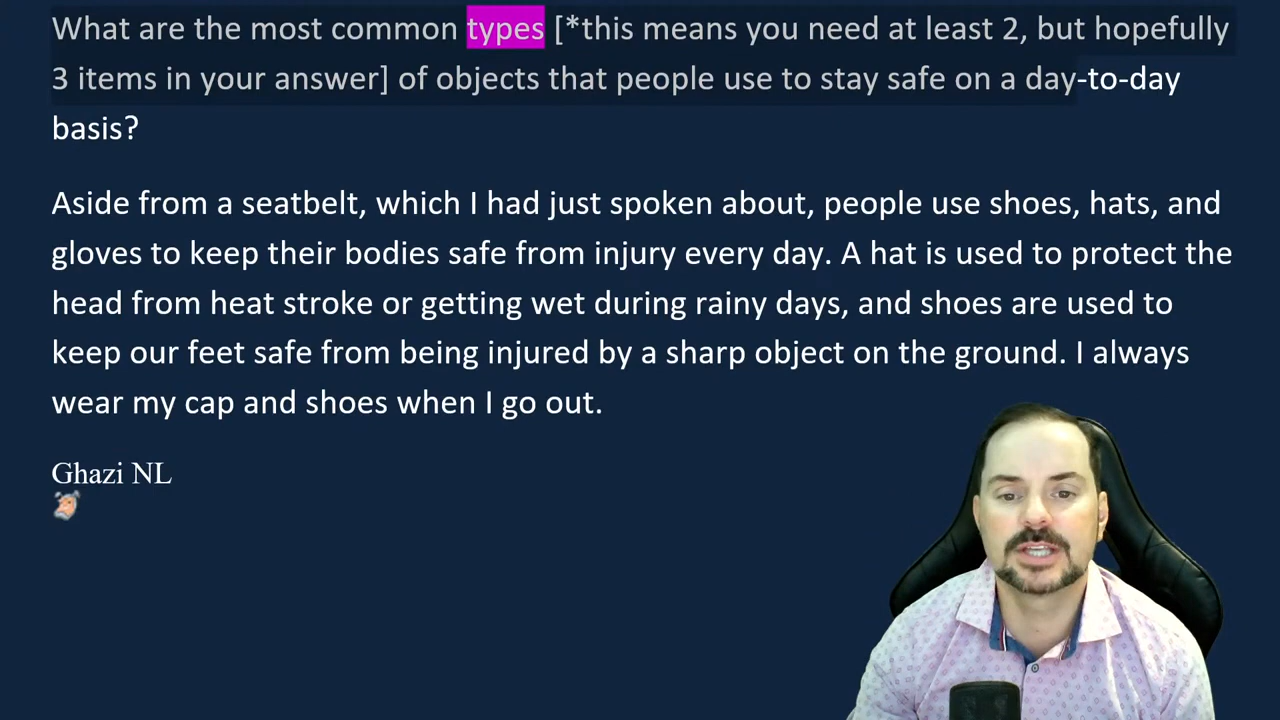 What are the most common types [*this means you need at least 2, but hopefully
3 items in your answer] of objects that people use to stay safe on a day-to-day
basis?
Aside from a seatbelt, which I had just spoken about, people use shoes, hats, and
gloves to keep their bodies safe from injury every day. A hat is used to protect the
head from heat stroke or getting wet during rainy days, and shoes are used to
keep our feet safe from being injured by a sharp object on the ground. I always
wear my cap and shoes when I go out.
Ghazi NL